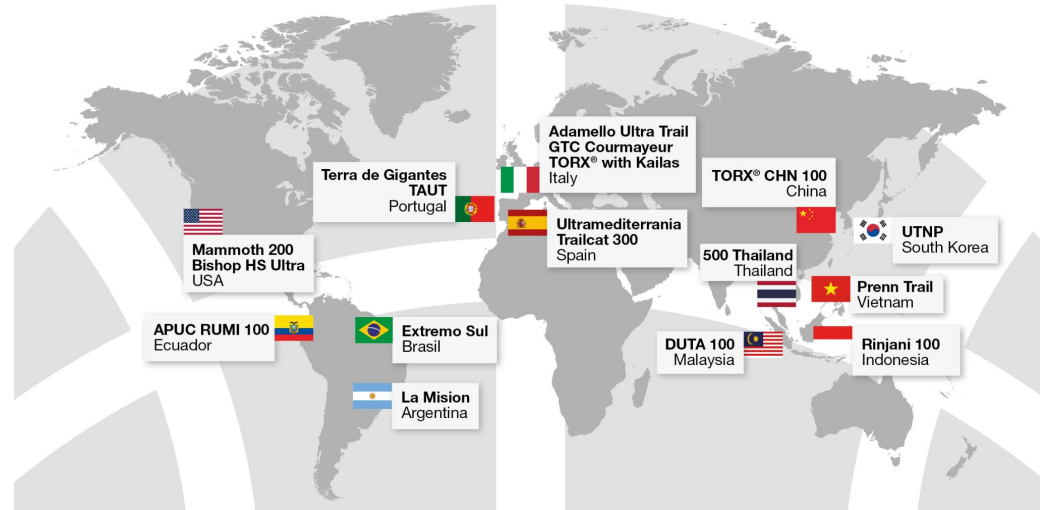 Adamello Ultra Trail
GTC Courmayeur
TORX® with Kailas
Italy
Terra de Gigantes
TAUT
Portugal
TORX® CHN 100
China
Ultramediterrania
Trailcat 300
Spain
UTNP
South Korea
Mammoth 200
Bishop HS Ultra
USA
500 Thailand
Thailand
Prenn Trail
Vietnam
APUC RUMI 100
Ecuador
Extremo Sul
Brasil
DUTA 100
Malaysia
Rinjani 100
Indonesia
La Mision
Argentina